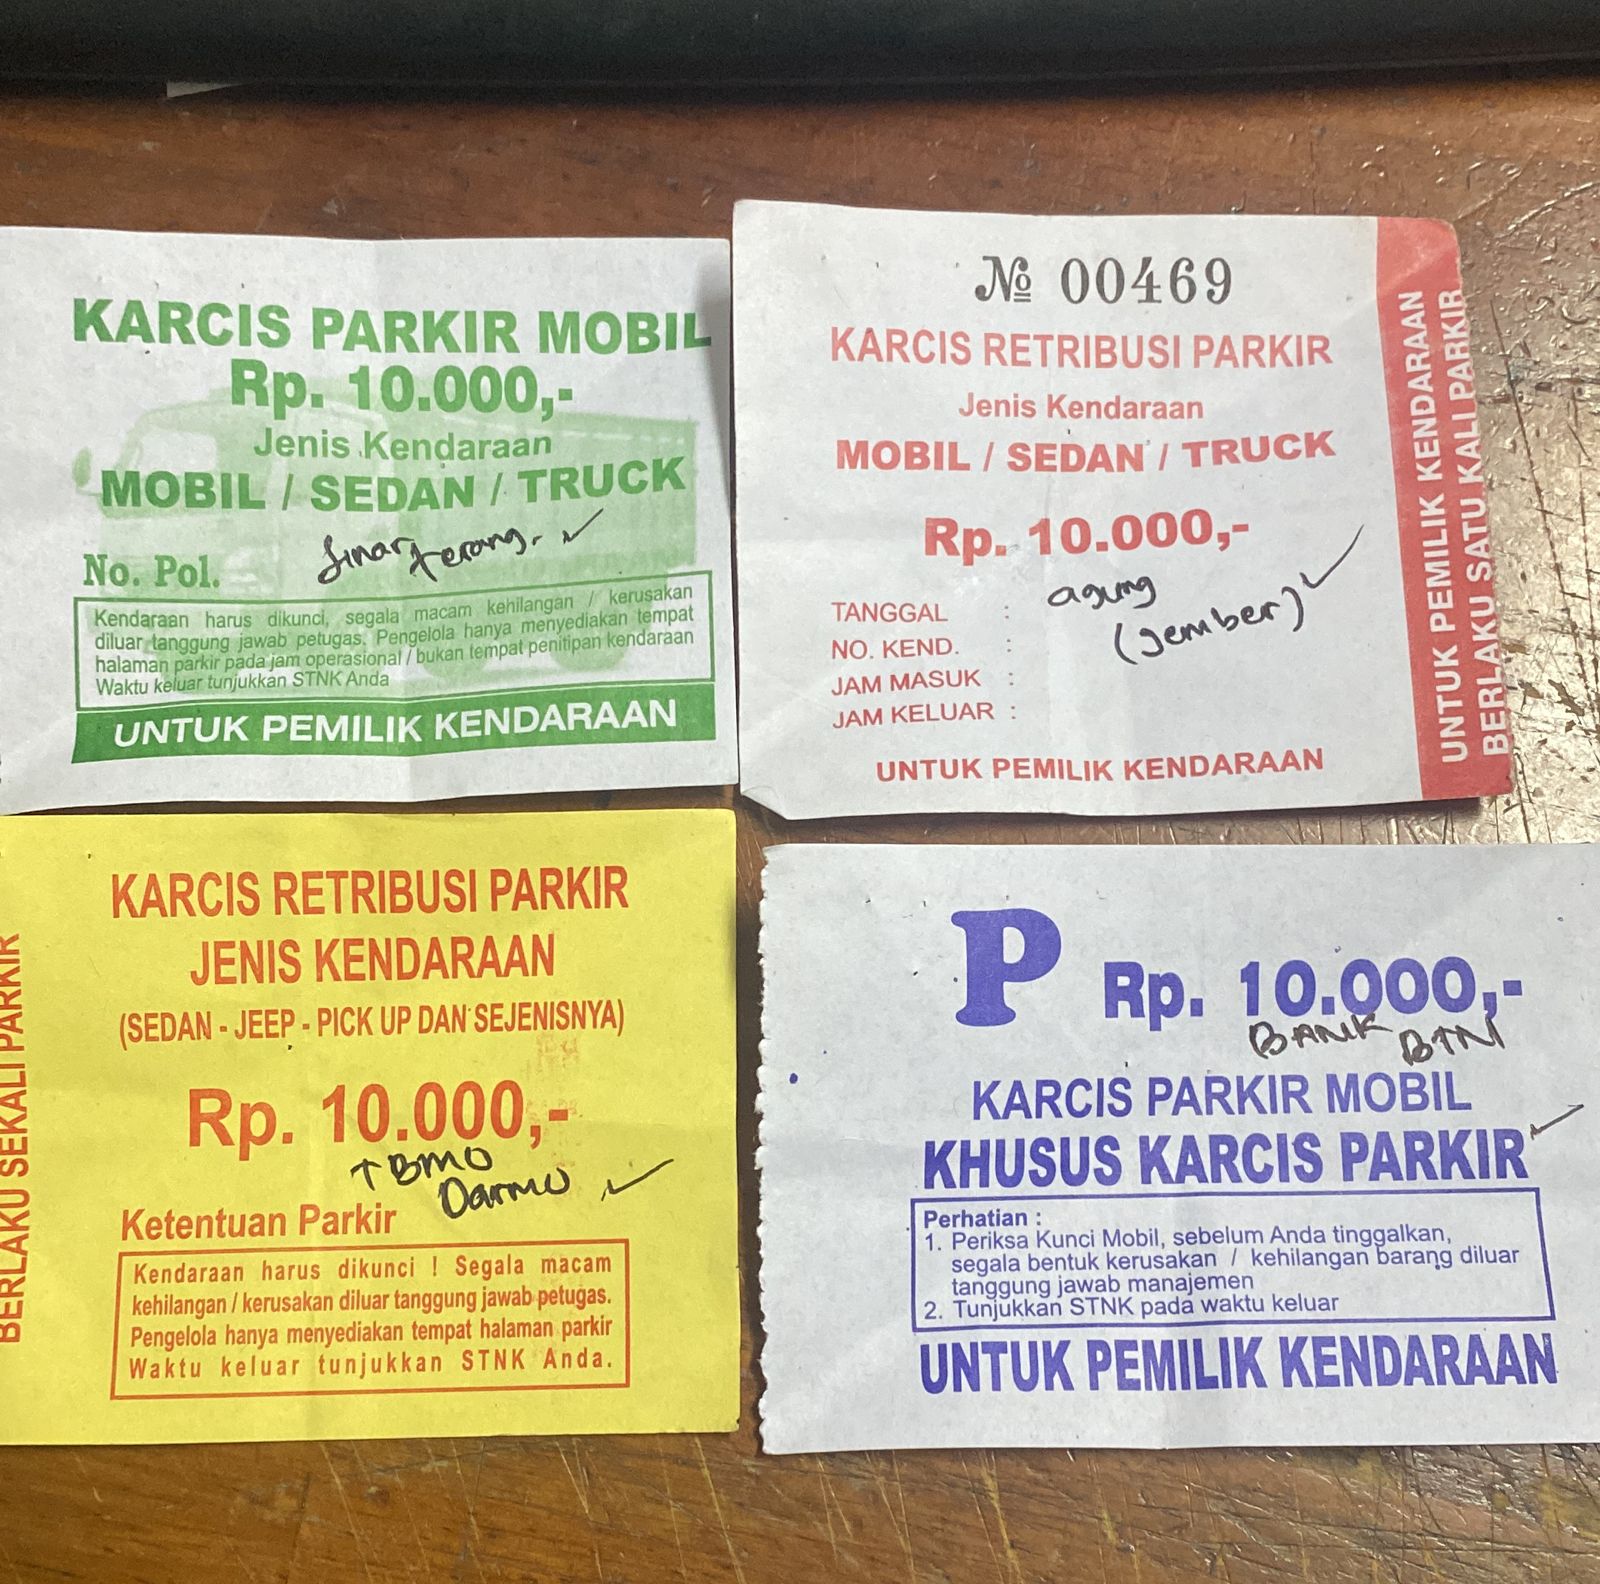 KARCIS PARKIR MOBIL
Rp. 10.000,-
Jenis Kendaraan
MOBIL / SEDAN / TRUCK
Sinar terang.
No. Pol.
Kendaraan harus dikunci, segala macam kehilangan / kerusakan
diluar tanggung jawab petugas. Pengelola hanya menyediakan tempat
halaman parkir pada jam operasional / bukan tempat penitipan kendaraan
Waktu keluar tunjukkan STNK Anda
UNTUK PEMILIK KENDARAAN
№ 00469
KARCIS RETRIBUSI PARKIR
Jenis Kendaraan
MOBIL / SEDAN / TRUCK
Rp. 10.000,-
agung
(Jember)
TANGGAL :
NO. KEND. :
JAM MASUK :
JAM KELUAR :
UNTUK PEMILIK KENDARAAN
UNTUK PEMILIK KENDARAAN
BERLAKU SATU KALI PARKIR
BERLAKU SEKALI PARKIR
KARCIS RETRIBUSI PARKIR
JENIS KENDARAAN
(SEDAN - JEEP - PICK UP DAN SEJENISNYA)
Rp. 10.000,-
TBMO
Darmo
Ketentuan Parkir
Kendaraan harus dikunci ! Segala macam
kehilangan / kerusakan diluar tanggung jawab petugas.
Pengelola hanya menyediakan tempat halaman parkir
Waktu keluar tunjukkan STNK Anda.
P Rp. 10.000,-
BANK BTN
KARCIS PARKIR MOBIL
KHUSUS KARCIS PARKIR
Perhatian :
1. Periksa Kunci Mobil, sebelum Anda tinggalkan,
segala bentuk kerusakan / kehilangan barang diluar
tanggung jawab manajemen
2. Tunjukkan STNK pada waktu keluar
UNTUK PEMILIK KENDARAAN